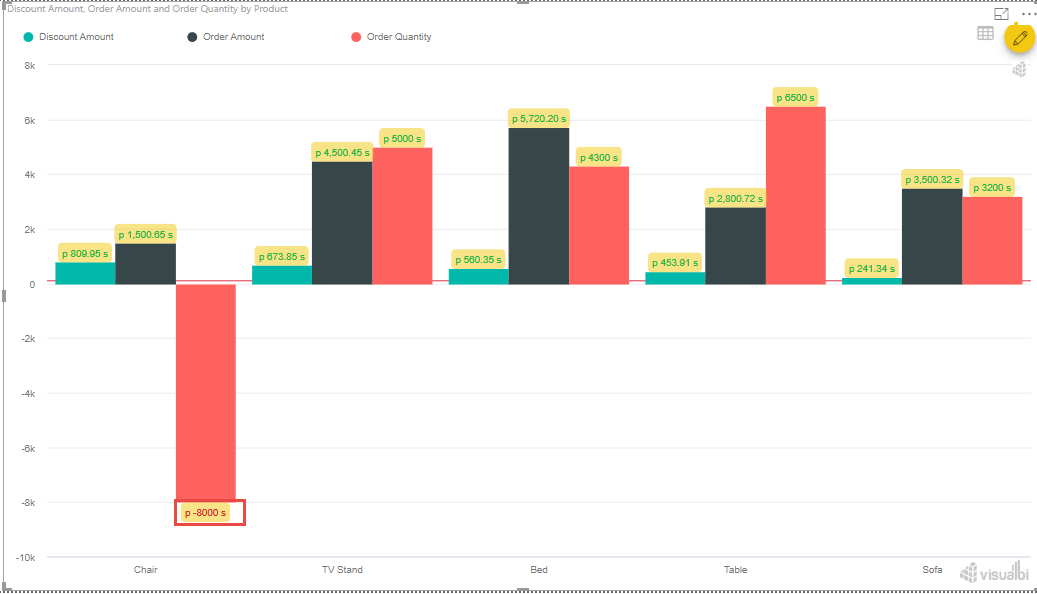 Discount Amount, Order Amount and Order Quantity by Product
Discount Amount Order Amount Order Quantity
8k
6k
4k
2k
0
-2k
-4k
-6k
-8k
-10k
p 809.95 s
p 1,500.65 s
p -8000 s
p 673.85 s
p 4,500.45 s
p 5000 s
p 560.35 s
p 5,720.20 s
p 4300 s
p 453.91 s
p 2,800.72 s
p 6500 s
p 241.34 s
p 3,500.32 s
p 3200 s
Chair TV Stand Bed Table Sofa
visualbi